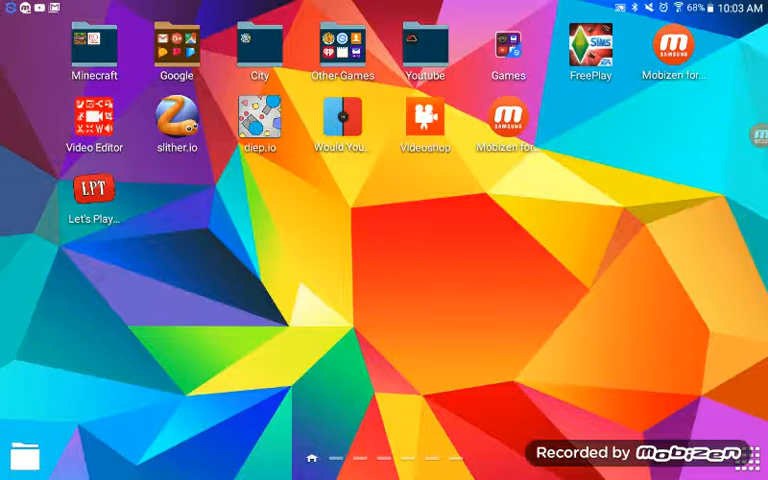 68% 10:03 AM
Minecraft Google City Other Games Youtube Games FreePlay Mobizen for...
Video Editor slither.io diep.io Would You... Videoshop Mobizen for...
LPT
Let's Play...
Recorded by Mobizen